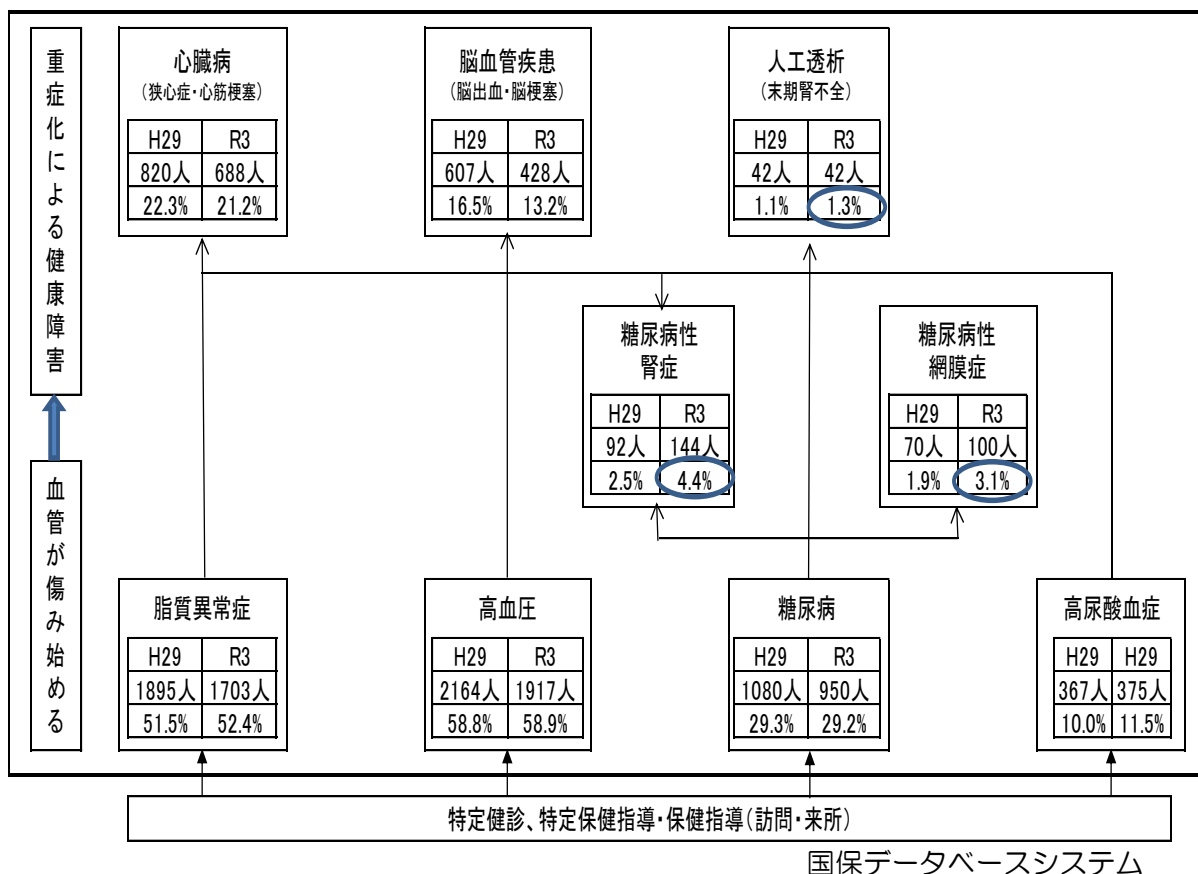 重症化による健康障害
心臓病
(狭心症・心筋梗塞)
H29 R3
820人 688人
22.3% 21.2%
脳血管疾患
(脳出血・脳梗塞)
H29 R3
607人 428人
16.5% 13.2%
人工透析
(末期腎不全)
H29 R3
42人 42人
1.1% 1.3%
糖尿病性
腎症
H29 R3
92人 144人
2.5% 4.4%
糖尿病性
網膜症
H29 R3
70人 100人
1.9% 3.1%
血管が傷み始める
脂質異常症
H29 R3
1895人 1703人
51.5% 52.4%
高血圧
H29 R3
2164人 1917人
58.8% 58.9%
糖尿病
H29 R3
1080人 950人
29.3% 29.2%
高尿酸血症
H29 H29
367人 375人
10.0% 11.5%
特定健診、特定保健指導・保健指導(訪問・来所)
国保データベースシステム